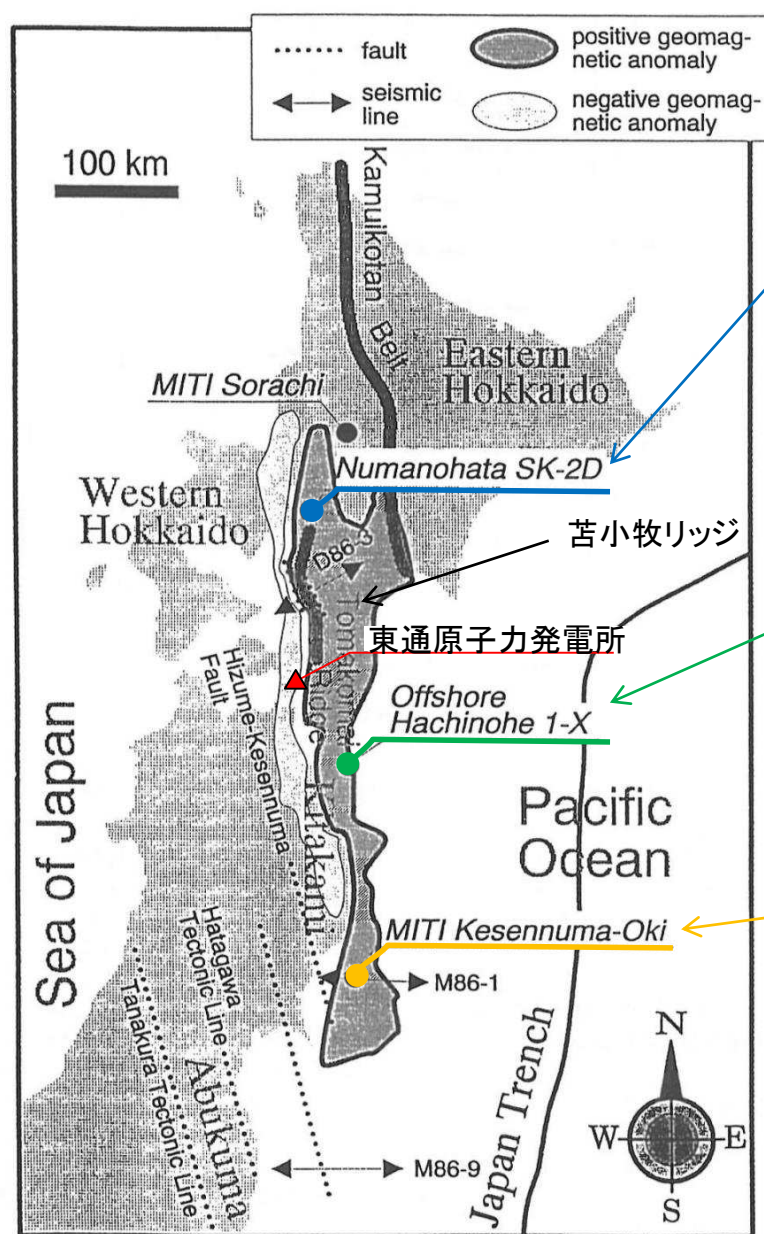 fault
positive geomag-
netic anomaly
seismic
line
negative geomag-
netic anomaly
100 km
Kamuikotan
Belt
Eastern
Hokkaido
MITI Sorachi
Numanohata SK-2D
Western
Hokkaido
D86-3
苫小牧リッジ
Tomakomai
Ridge
東通原子力発電所
Hizume-Kesennuma
Fault
Offshore
Hachinohe 1-X
Sea of Japan
Kitakami
Pacific
Ocean
MITI Kesennuma-Oki
M86-1
Hatagawa
Tectonic Line
Tanakura Tectonic Line
Abukuma
M86-9
Japan Trench
N
W
E
S